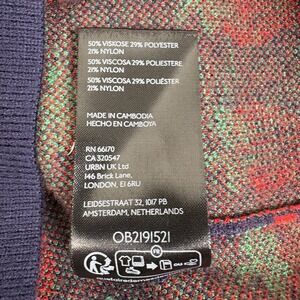 50% VISKOSE 29% POLYESTER
21% NYLON
50% VISCOSA 29% POLIESTERE
21% NYLON
50% VISCOSA 29% POLIÉSTER
21% NYLON
MADE IN CAMBODIA
HECHO EN CAMBOYA
RN 66170
CA 320547
URBN UK Ltd
146 Brick Lane,
LONDON, E1 6RU
LEIDSESTRAAT 32, 1017 PB
AMSTERDAM, NETHERLANDS
OB2191521
FR